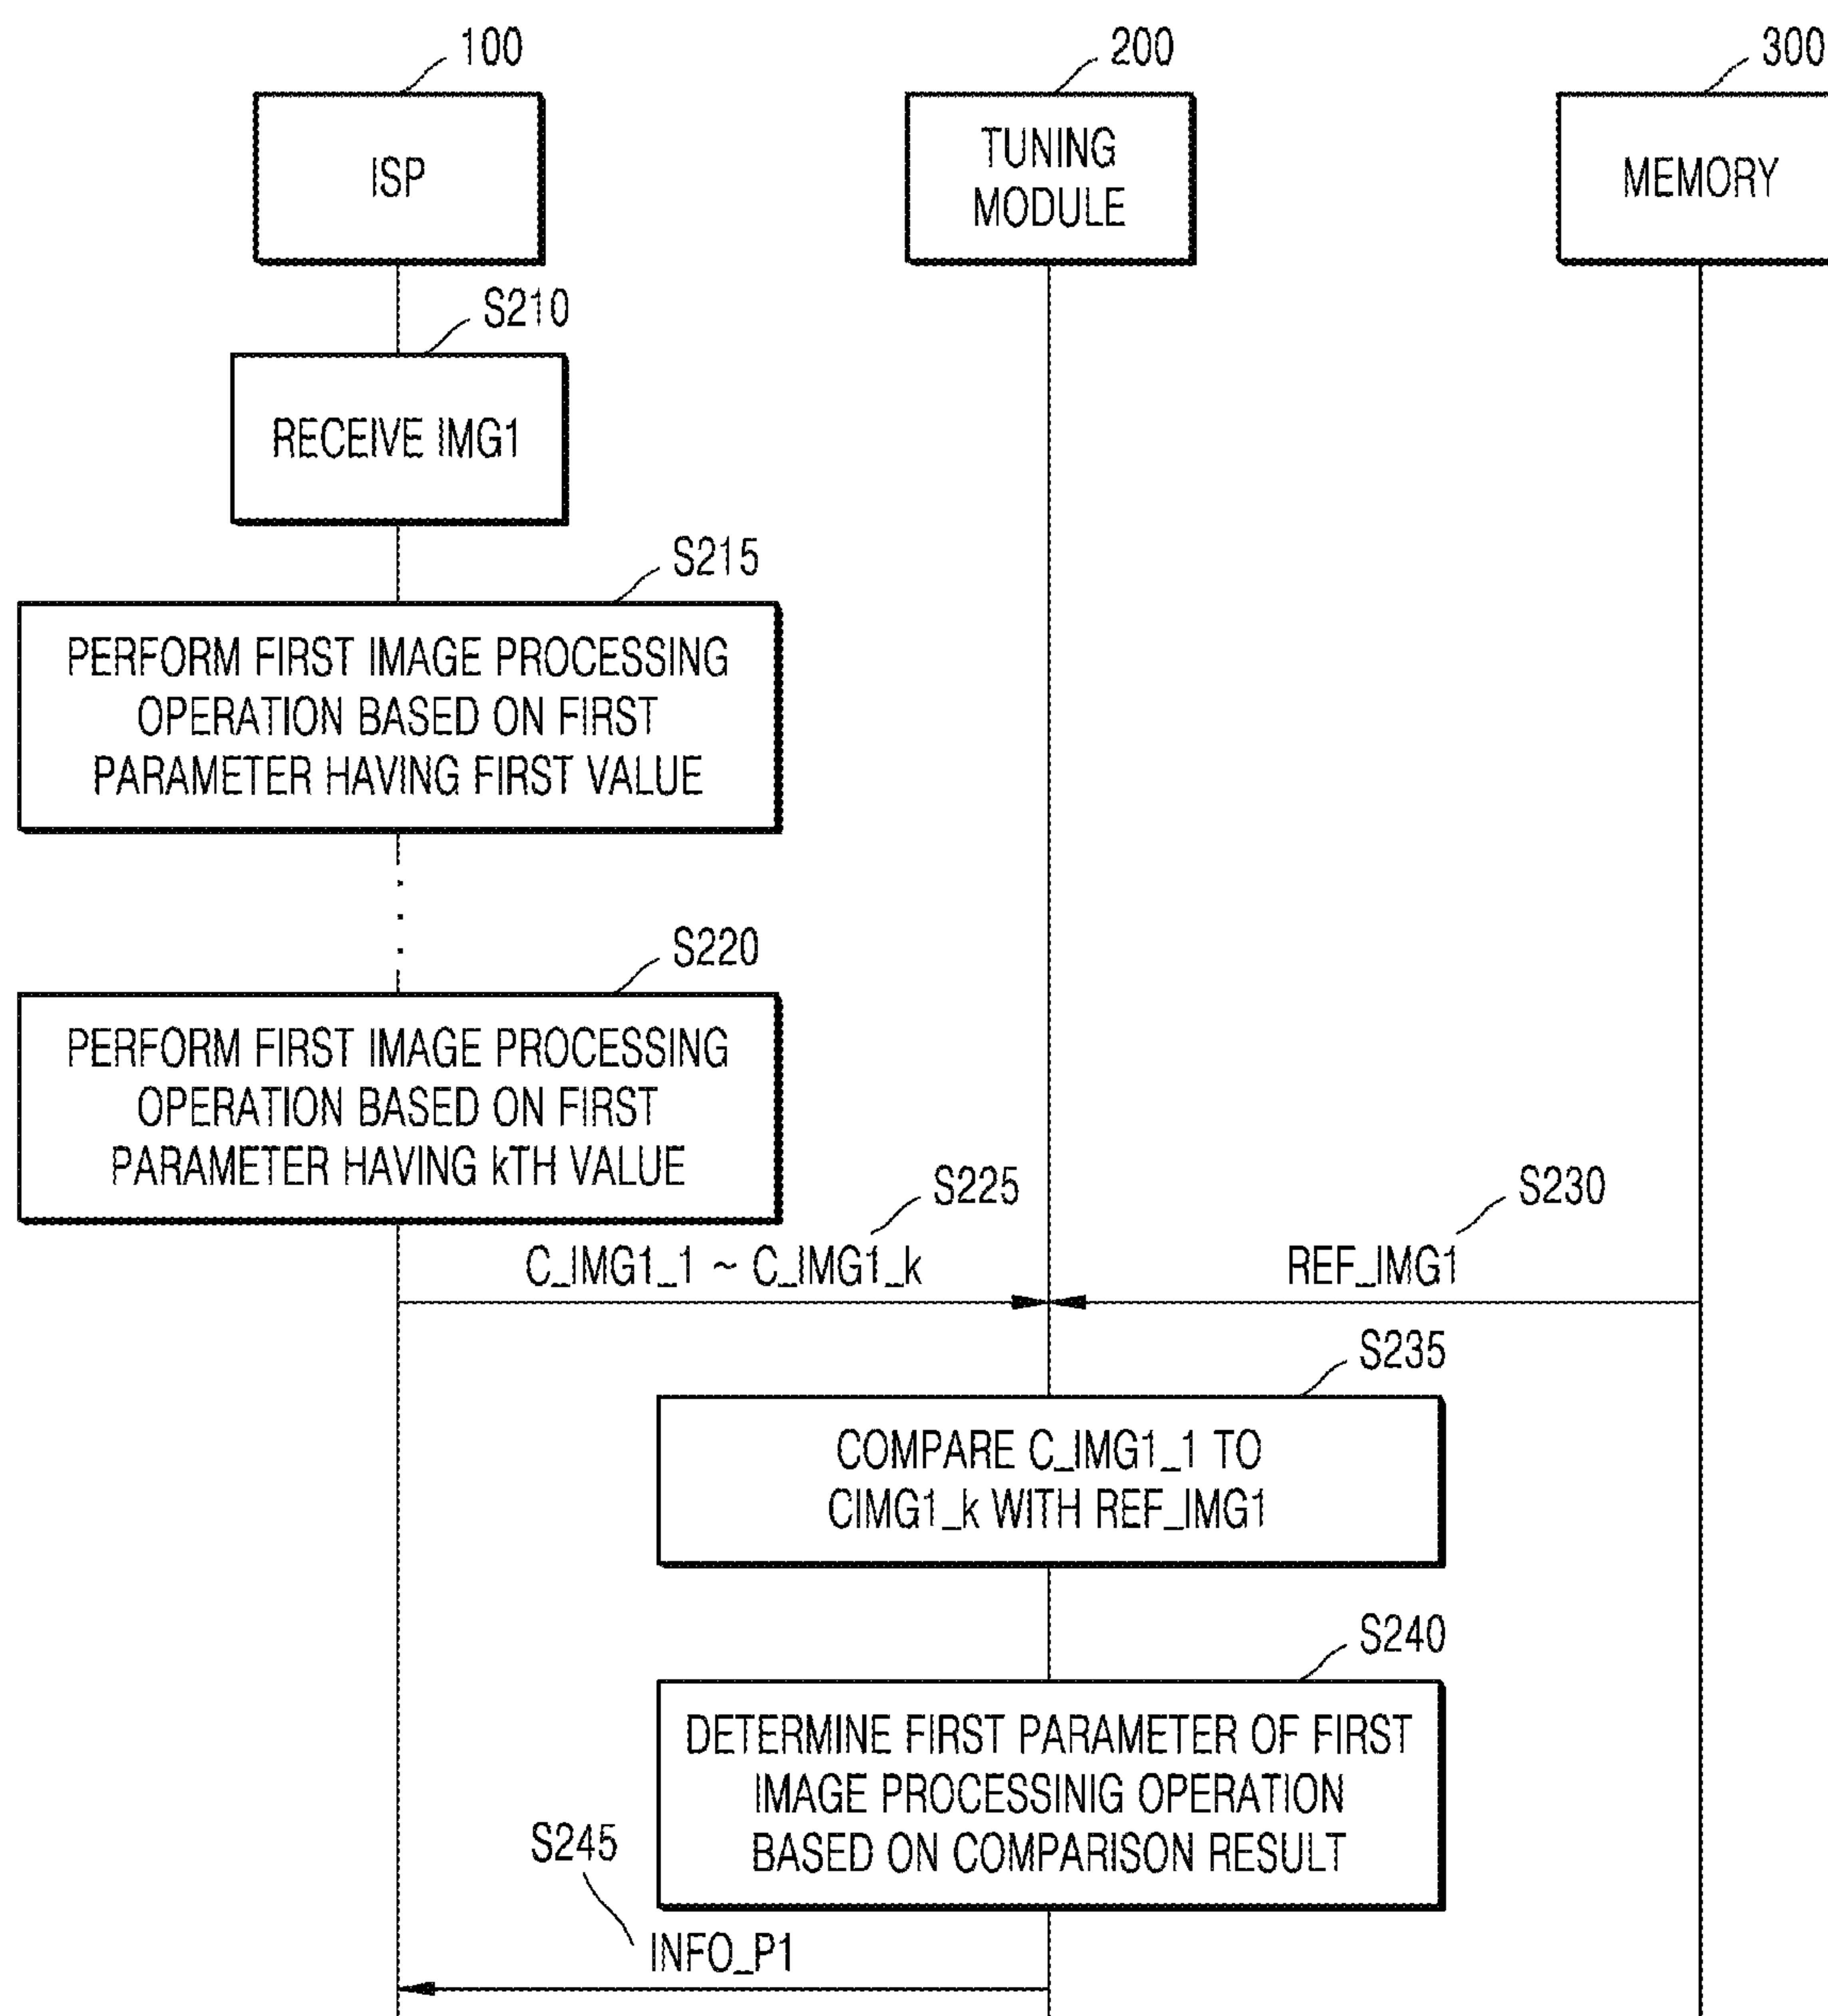 100
200
300
ISP
TUNING
MODULE
MEMORY
S210
RECEIVE IMG1
S215
PERFORM FIRST IMAGE PROCESSING
OPERATION BASED ON FIRST
PARAMETER HAVING FIRST VALUE
S220
PERFORM FIRST IMAGE PROCESSING
OPERATION BASED ON FIRST
PARAMETER HAVING kTH VALUE
S225
S230
C_IMG1_1 ~ C_IMG1_k
REF_IMG1
S235
COMPARE C_IMG1_1 TO
CIMG1_k WITH REF_IMG1
S240
DETERMINE FIRST PARAMETER OF FIRST
IMAGE PROCESSINIG OPERATION
BASED ON COMPARISON RESULT
S245
INFO_P1